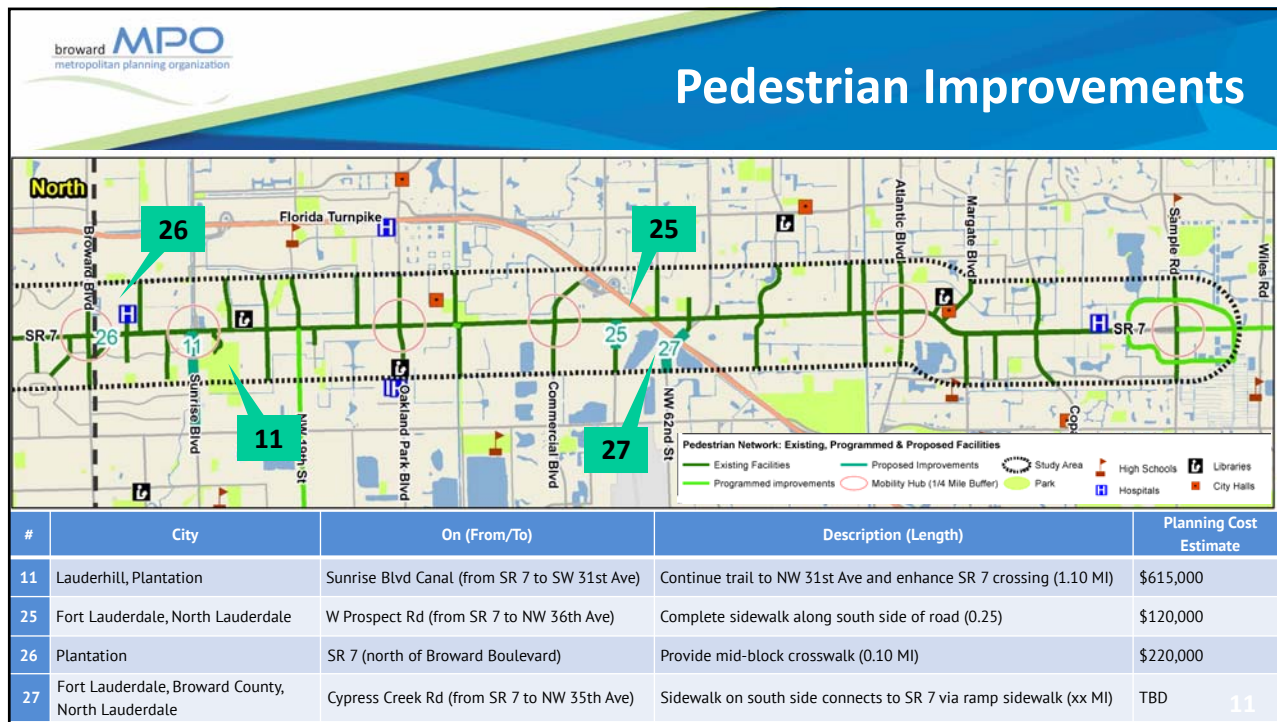 broward MPO
metropolitan planning organization
Pedestrian Improvements
North
Florida Turnpike
26
25
Broward Blvd
Atlantic Blvd
Margate Blvd
Sample Rd
Wiles Rd
SR 7
26
11
25
27
SR 7
Sunrise Blvd
NW 19th St
Oakland Park Blvd
Commercial Blvd
NW 62nd St
Cop
11
27
Pedestrian Network: Existing, Programmed & Proposed Facilities
Existing Facilities
Proposed Improvements
Study Area
High Schools
Libraries
Programmed improvements
Mobility Hub (1/4 Mile Buffer)
Park
Hospitals
City Halls
# City On (From/To) Description (Length) Planning Cost
Estimate
11 Lauderhill, Plantation Sunrise Blvd Canal (from SR 7 to SW 31st Ave) Continue trail to NW 31st Ave and enhance SR 7 crossing (1.10 MI) $615,000
25 Fort Lauderdale, North Lauderdale W Prospect Rd (from SR 7 to NW 36th Ave) Complete sidewalk along south side of road (0.25) $120,000
26 Plantation SR 7 (north of Broward Boulevard) Provide mid-block crosswalk (0.10 MI) $220,000
27 Fort Lauderdale, Broward County,
North Lauderdale Cypress Creek Rd (from SR 7 to NW 35th Ave) Sidewalk on south side connects to SR 7 via ramp sidewalk (xx MI) TBD
11